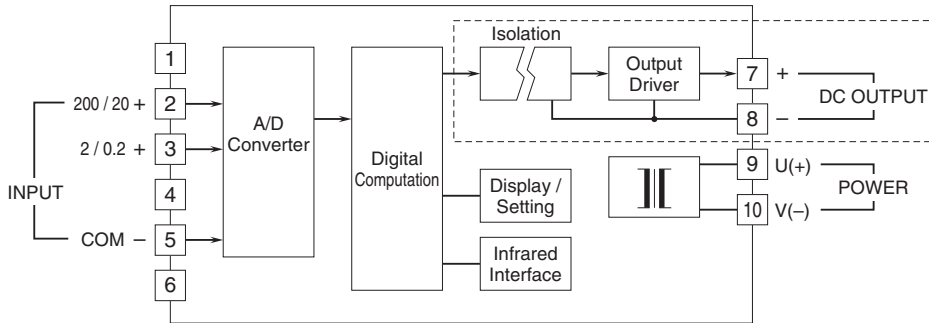 Isolation
1
2
3
4
5
6
200 / 20 +
2 / 0.2 +
INPUT
COM –
A/D
Converter
Digital
Computation
Output
Driver
Display /
Setting
Infrared
Interface
7
8
9
10
+
–
DC OUTPUT
U(+)
V(–)
POWER